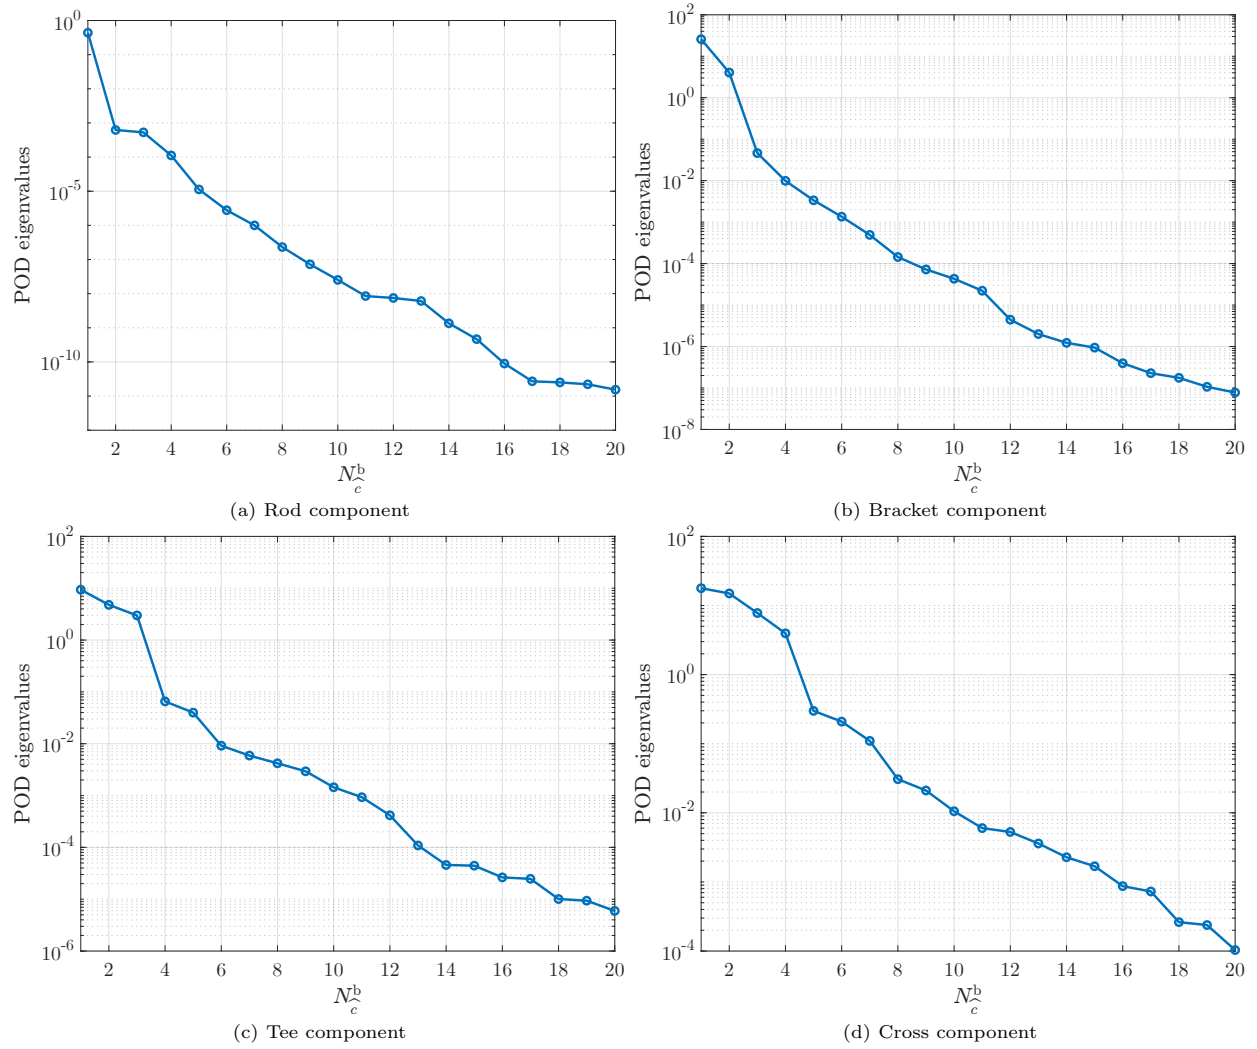 10^0
10^-5
10^-10
POD eigenvalues
2 4 6 8 10 12 14 16 18 20
N_ĉ^b
(a) Rod component
10^2
10^0
10^-2
10^-4
10^-6
10^-8
POD eigenvalues
2 4 6 8 10 12 14 16 18 20
N_ĉ^b
(b) Bracket component
10^2
10^0
10^-2
10^-4
10^-6
POD eigenvalues
2 4 6 8 10 12 14 16 18 20
N_ĉ^b
(c) Tee component
10^2
10^0
10^-2
10^-4
POD eigenvalues
2 4 6 8 10 12 14 16 18 20
N_ĉ^b
(d) Cross component